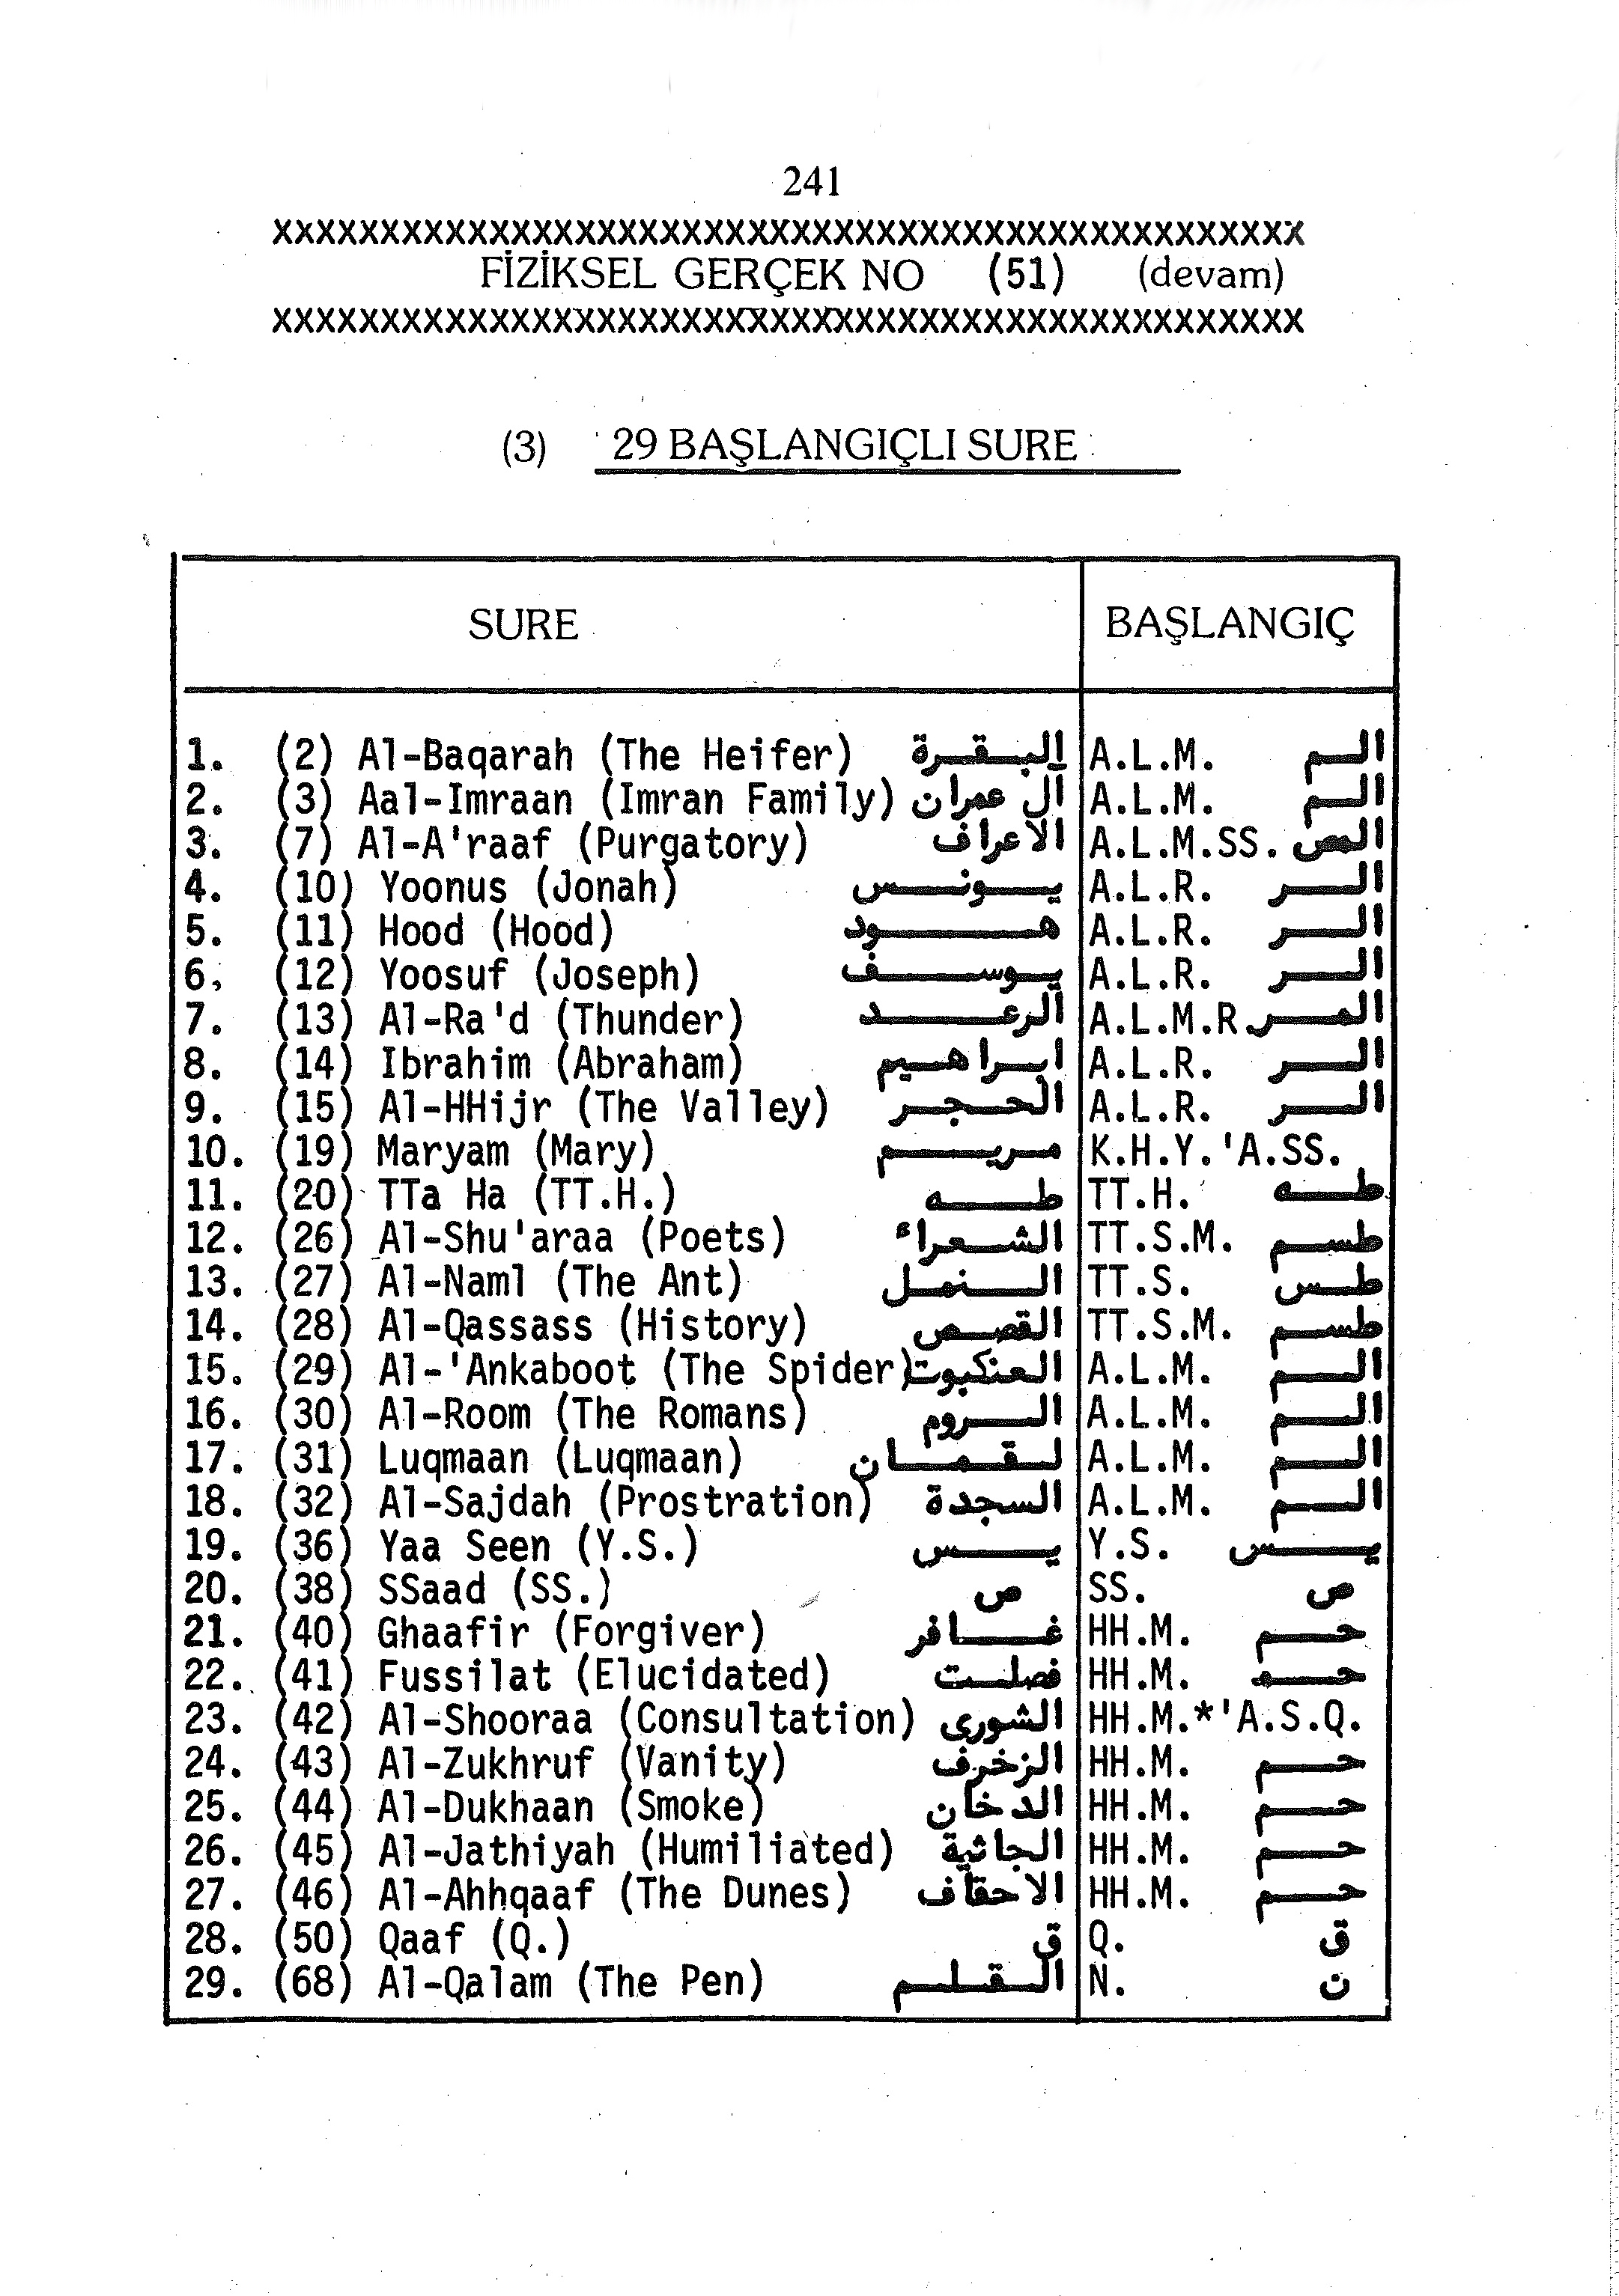 241
XXXXXXXXXXXXXXXXXXXXXXXXXXXXXXXXXXXXXXXXXXXXXXXX
FİZİKSEL GERÇEK NO (51) (devam)
XXXXXXXXXXXXXXXXXXXXXXXXXXXXXXXXXXXXXXXXXXXXXXXX
(3) 29 BAŞLANGIÇLI SURE
SURE BAŞLANGIÇ
1. (2) Al-Baqarah (The Heifer) البقرة A.L.M. الم
2. (3) Aal-Imraan (Imran Family) آل عمران A.L.M. الم
3. (7) Al-A'raaf (Purgatory) الاعراف A.L.M.SS. المص
4. (10) Yoonus (Jonah) يونس A.L.R. الر
5. (11) Hood (Hood) هود A.L.R. الر
6. (12) Yoosuf (Joseph) يوسف A.L.R. الر
7. (13) Al-Ra'd (Thunder) الرعد A.L.M.R. المر
8. (14) Ibrahim (Abraham) ابراهيم A.L.R. الر
9. (15) Al-HHijr (The Valley) الحجر A.L.R. الر
10. (19) Maryam (Mary) مريم K.H.Y.'A.SS.
11. (20) TTa Ha (TT.H.) طه TT.H. طه
12. (26) Al-Shu'araa (Poets) الشعراء TT.S.M. طسم
13. (27) Al-Naml (The Ant) النمل TT.S. طس
14. (28) Al-Qassass (History) القصص TT.S.M. طسم
15. (29) Al-'Ankaboot (The Spider) العنكبوت A.L.M. الم
16. (30) Al-Room (The Romans) الروم A.L.M. الم
17. (31) Luqmaan (Luqmaan) لقمان A.L.M. الم
18. (32) Al-Sajdah (Prostration) السجدة A.L.M. الم
19. (36) Yaa Seen (Y.S.) يس Y.S. يس
20. (38) SSaad (SS.) ص SS. ص
21. (40) Ghaafir (Forgiver) غافر HH.M. حم
22. (41) Fussilat (Elucidated) فصلت HH.M. حم
23. (42) Al-Shooraa (Consultation) الشورى HH.M.*'A.S.Q.
24. (43) Al-Zukhruf (Vanity) الزخرف HH.M. حم
25. (44) Al-Dukhaan (Smoke) الدخان HH.M. حم
26. (45) Al-Jathiyah (Humiliated) الجاثية HH.M. حم
27. (46) Al-Ahhqaaf (The Dunes) الاحقاف HH.M. حم
28. (50) Qaaf (Q.) ق Q. ق
29. (68) Al-Qalam (The Pen) القلم N. ن